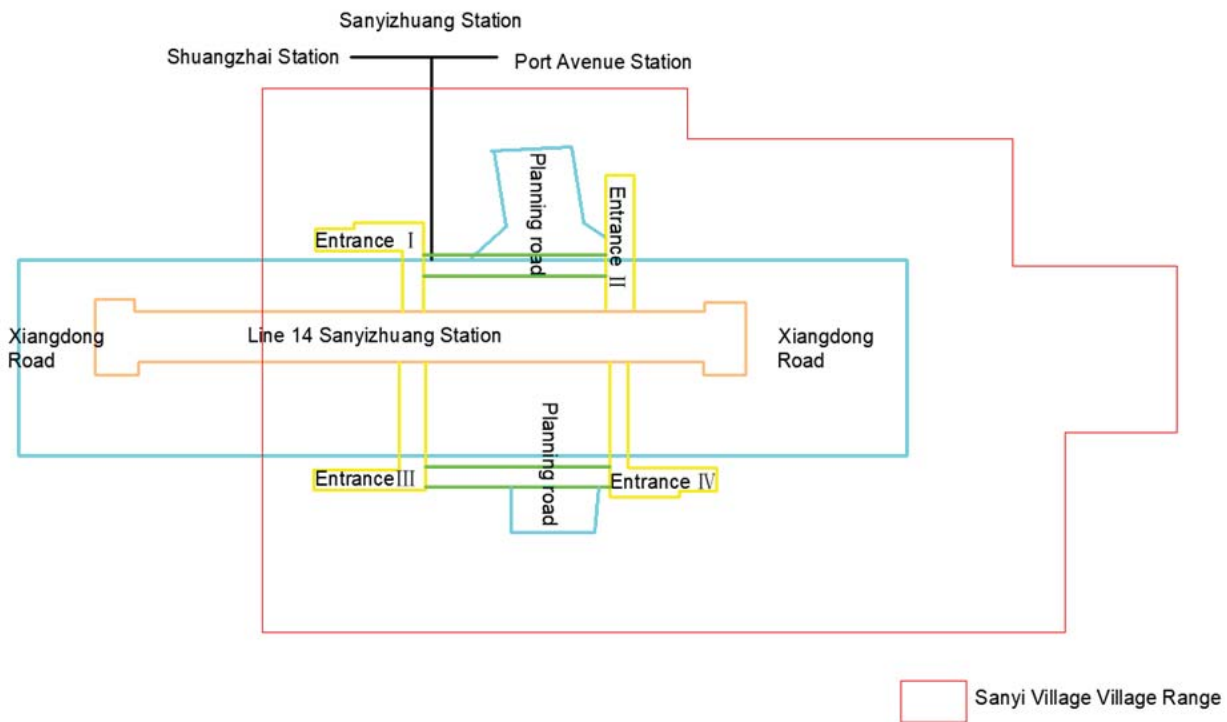 Sanyizhuang Station
Shuangzhai Station
Port Avenue Station
Planning road
Entrance Ⅱ
Entrance Ⅰ
Xiangdong
Road
Line 14 Sanyizhuang Station
Xiangdong
Road
Planning road
EntranceⅢ
Entrance Ⅳ
Sanyi Village Village Range